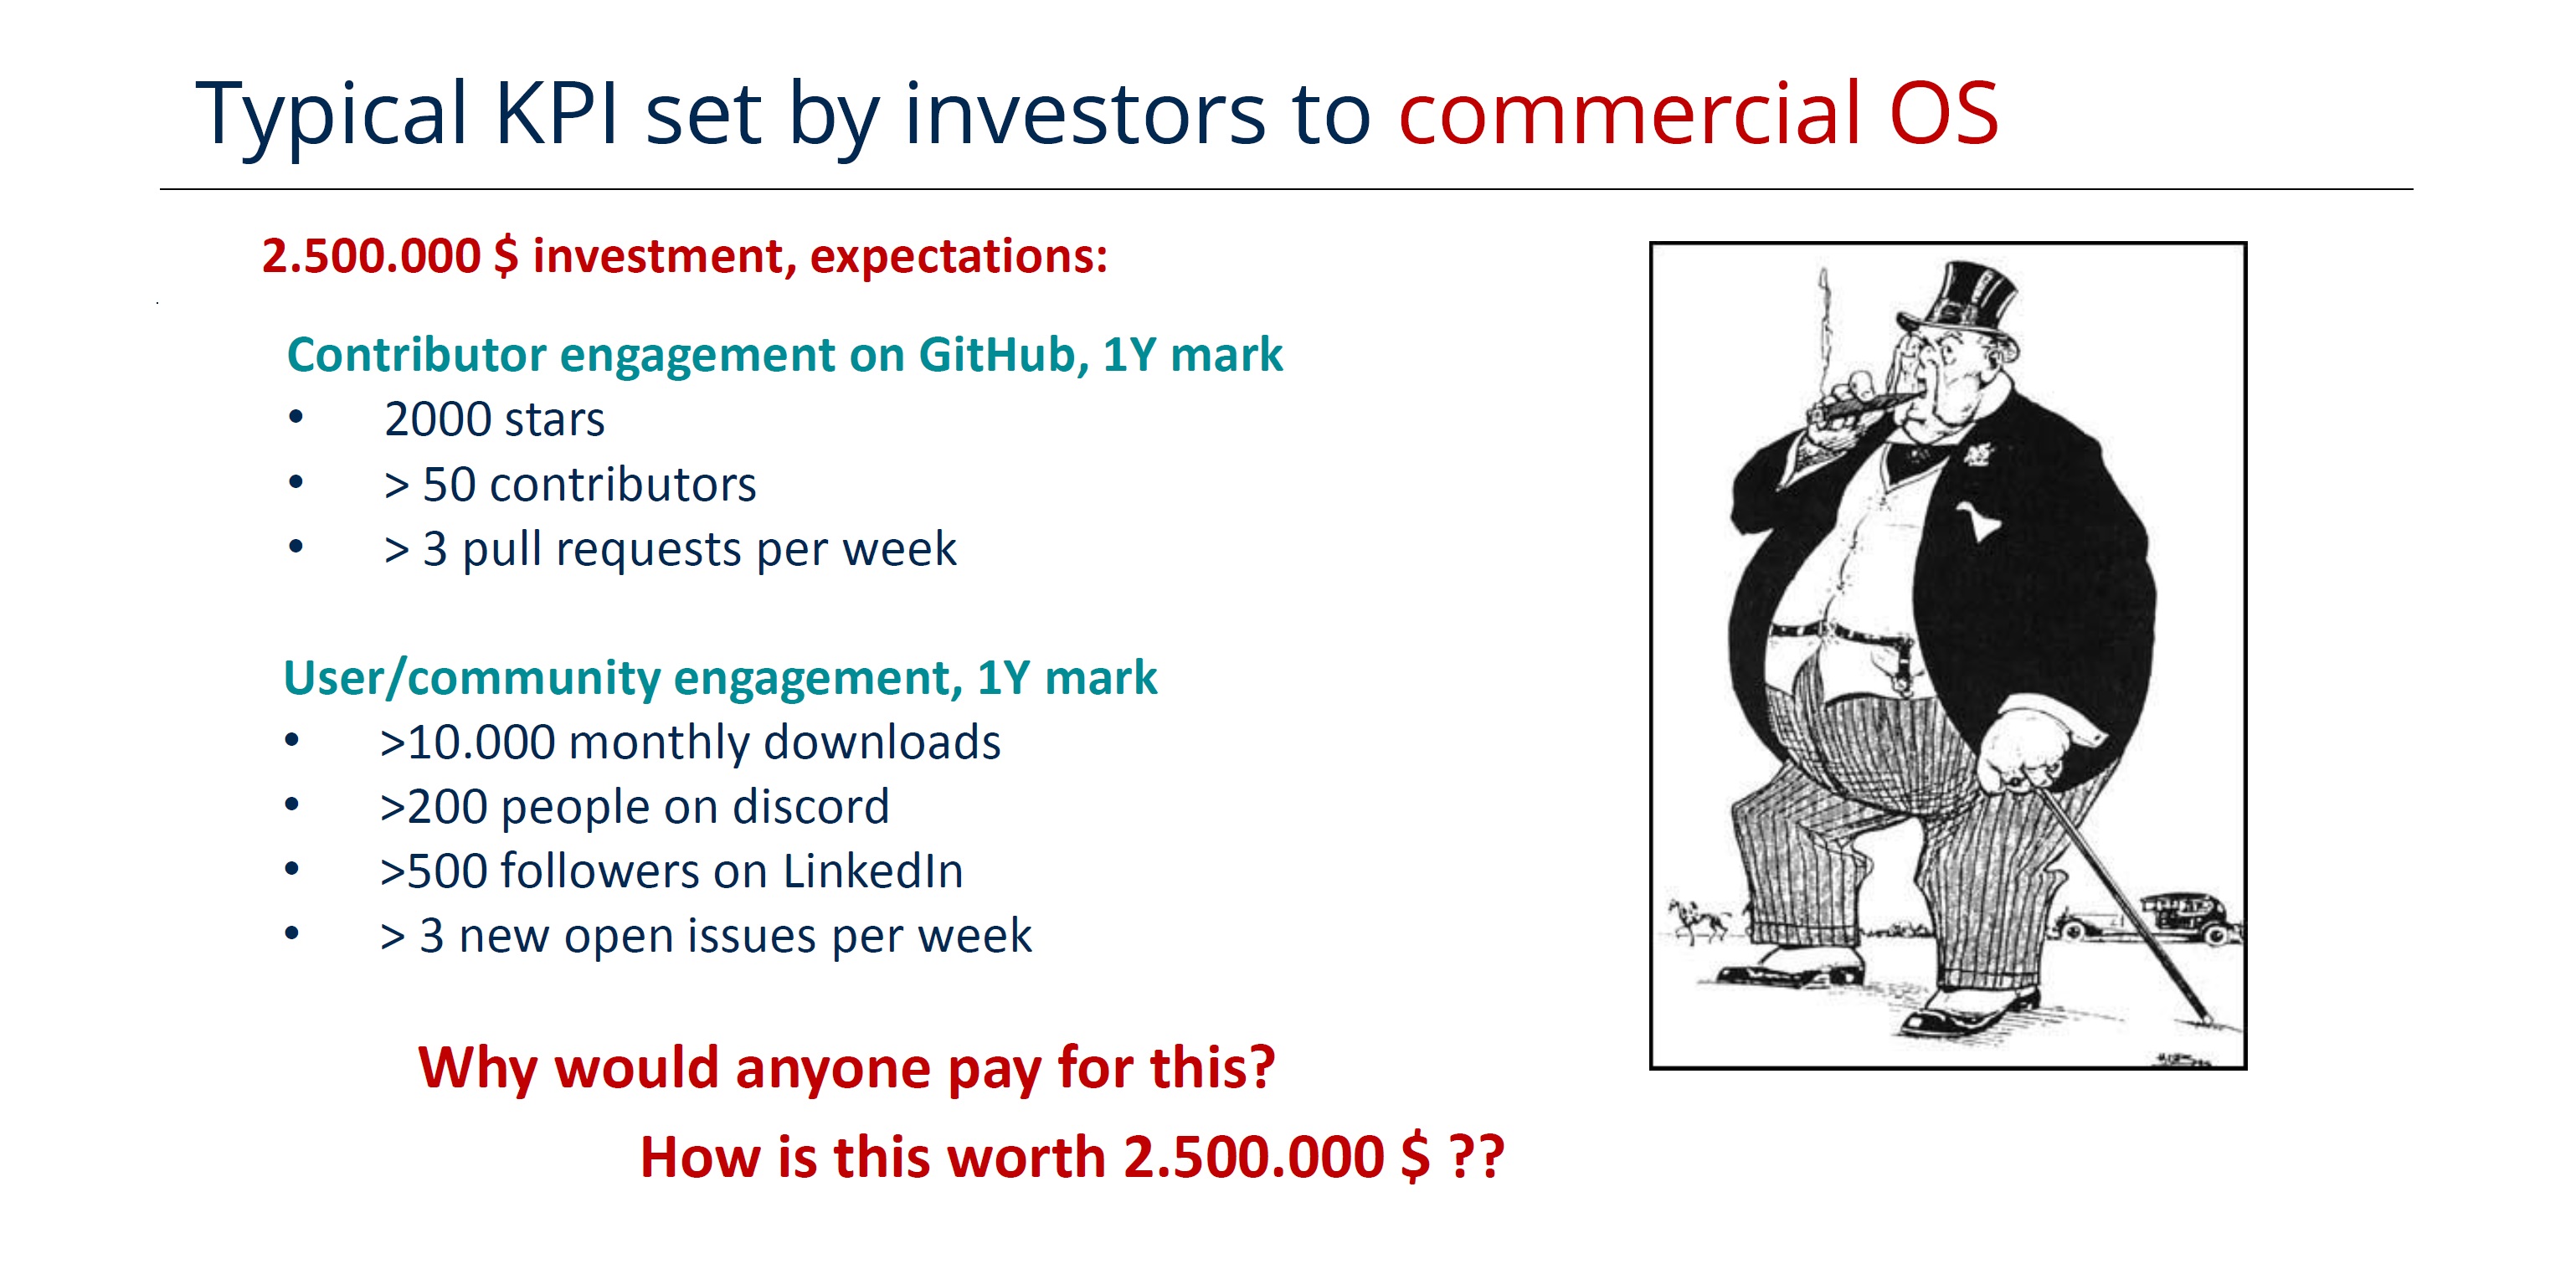 Typical KPI set by investors to commercial OS
2.500.000 $ investment, expectations:
Contributor engagement on GitHub, 1Y mark
• 2000 stars
• > 50 contributors
• > 3 pull requests per week
User/community engagement, 1Y mark
• >10.000 monthly downloads
• >200 people on discord
• >500 followers on LinkedIn
• > 3 new open issues per week
Why would anyone pay for this?
How is this worth 2.500.000 $ ??